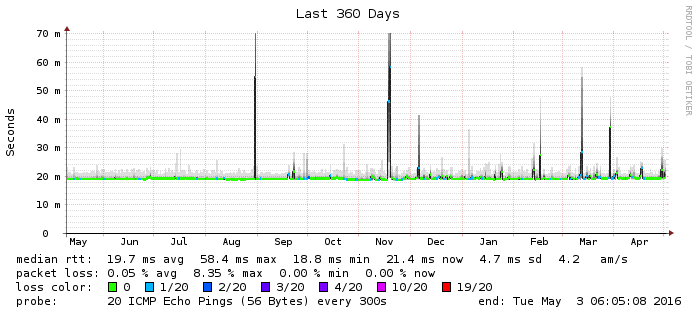 Last 360 Days
RRDTOOL / TOBI OETIKER
Seconds
70 m
60 m
50 m
40 m
30 m
20 m
10 m
0
May Jun Jul Aug Sep Oct Nov Dec Jan Feb Mar Apr
median rtt: 19.7 ms avg 58.4 ms max 18.8 ms min 21.4 ms now 4.7 ms sd 4.2 am/s
packet loss: 0.05 % avg 8.35 % max 0.00 % min 0.00 % now
loss color: 0 1/20 2/20 3/20 4/20 10/20 19/20
probe: 20 ICMP Echo Pings (56 Bytes) every 300s end: Tue May 3 06:05:08 2016